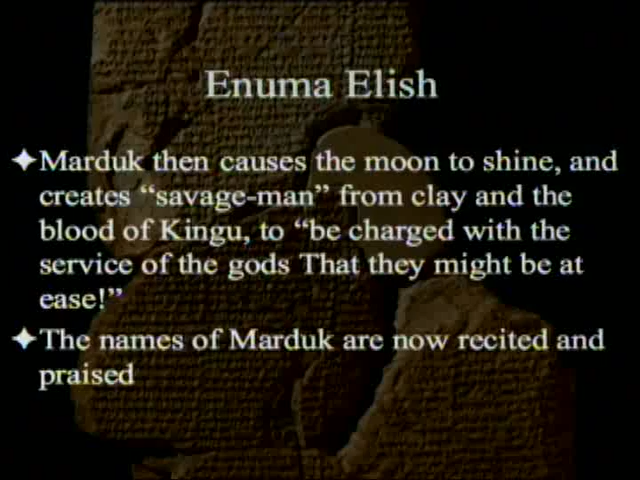 Enuma Elish
✦Marduk then causes the moon to shine, and
creates “savage-man” from clay and the
blood of Kingu, to “be charged with the
service of the gods That they might be at
ease!”
✦The names of Marduk are now recited and
praised